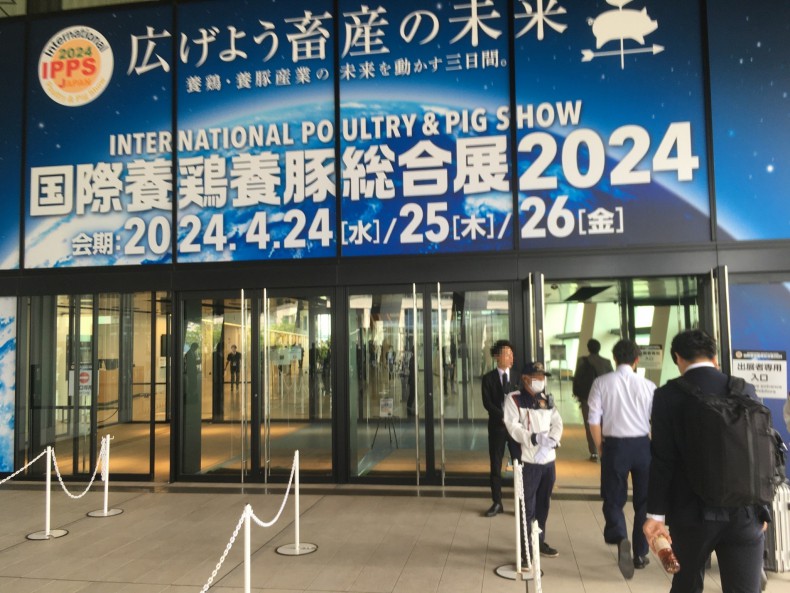 International
2024
IPPS
JAPAN
Poultry & Pig Show
広げよう畜産の未来
養鶏・養豚産業の未来を動かす三日間。
INTERNATIONAL POULTRY & PIG SHOW
国際養鶏養豚総合展2024
会期:2024.4.24[水]/25[木]/26[金]
出展者専用
入口